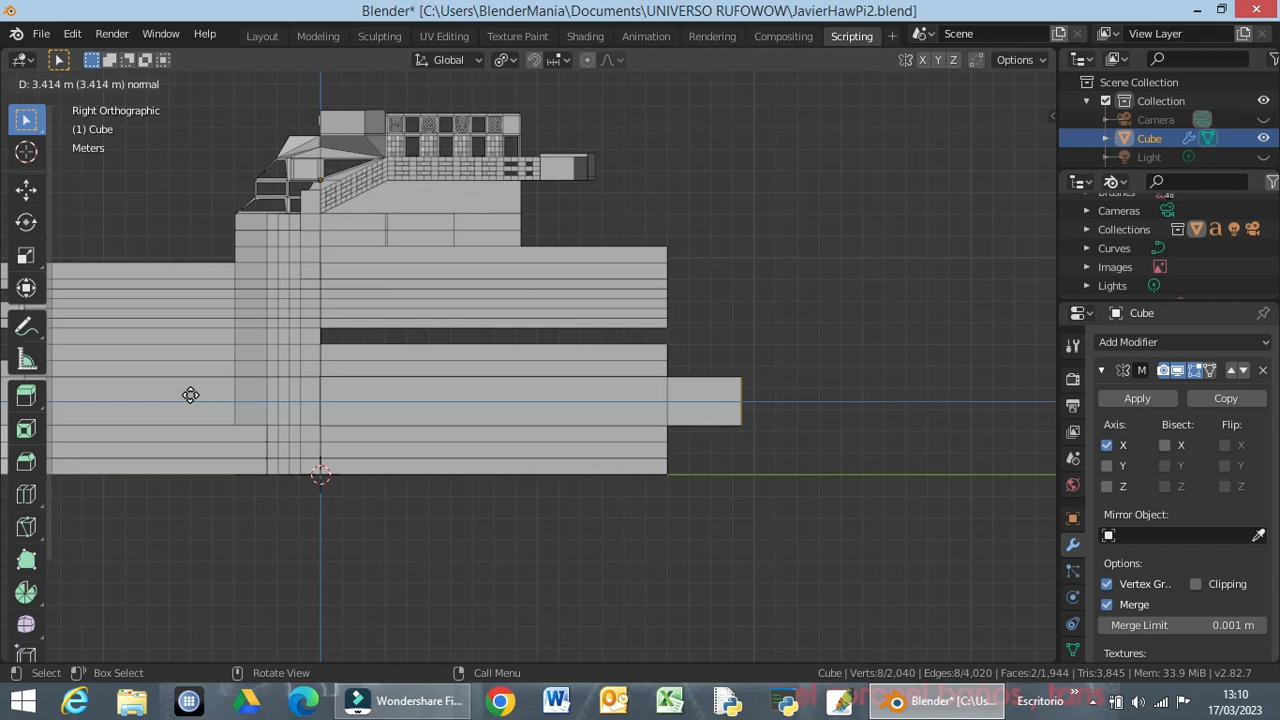 Blender* [C:\Users\BlenderMania\Documents\UNIVERSO RUFOWOW\JavierHawPi2.blend]
File Edit Render Window Help Layout Modeling Sculpting UV Editing Texture Paint Shading Animation Rendering Compositing Scripting Scene View Layer
Global X Y Z Options
D: 3.414 m (3.414 m) normal
Scene Collection
Right Orthographic
Collection
(1) Cube
Camera
Meters
Cube
Light
Cameras
Collections
Curves
Images
Lights
Cube
Add Modifier
M
Apply Copy
Axis: Bisect: Flip:
X X X
Y Y Y
Z Z Z
Mirror Object:
Options:
Vertex Gr.. Clipping
Merge
Merge Limit 0.001 m
Textures:
Select Box Select Rotate View Call Menu Cube | Verts:8/2,040 | Edges:8/4,020 | Faces:2/1,944 | Tris:3,845 | Mem: 33.9 MiB | v2.82.7
Wondershare Fi... Blender* [C:\Us... Escritorio
13:10
17/03/2023